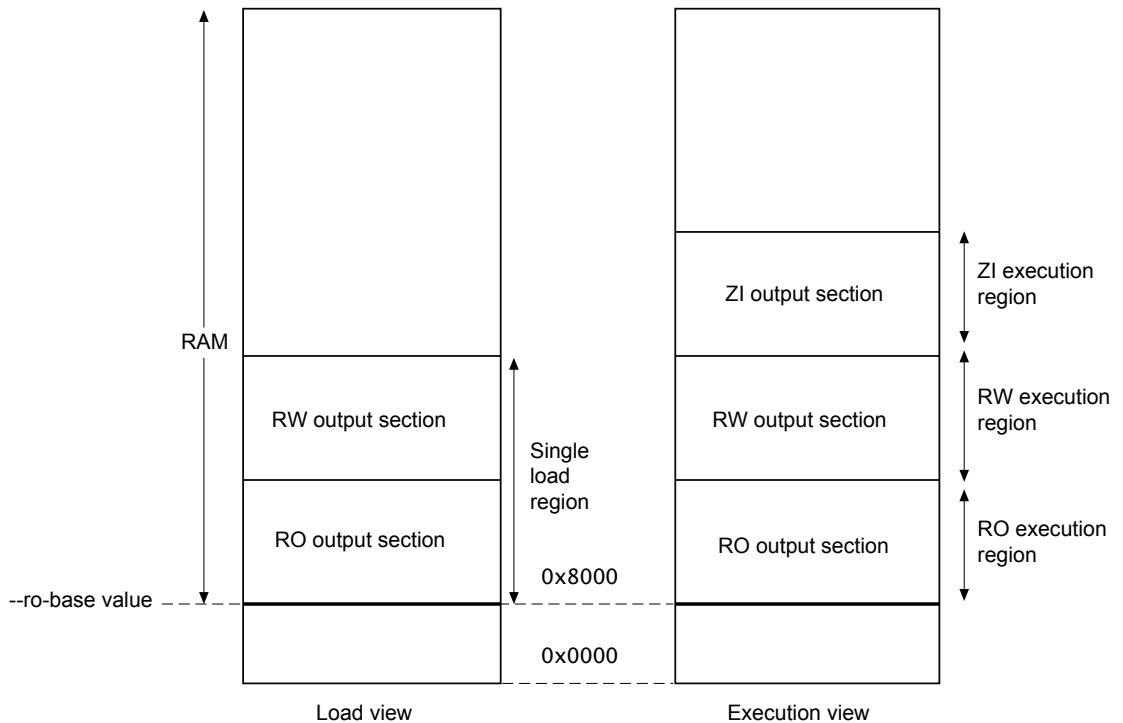 ZI output section
ZI execution
region
RAM
RW output section
Single
load
region
RW output section
RW execution
region
RO output section
RO output section
RO execution
region
0x8000
--ro-base value
0x0000
Load view
Execution view